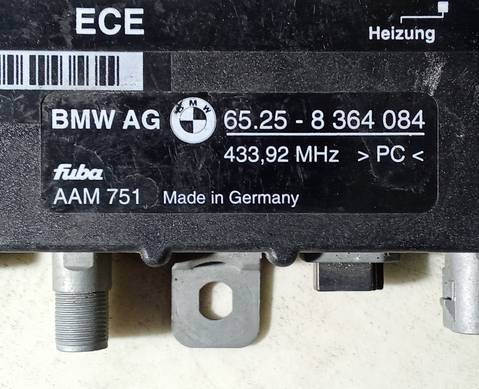 ECE
Heizung
BMW AG BMW 65.25 - 8 364 084
433,92 MHz > PC <
fuba
AAM 751 Made in Germany